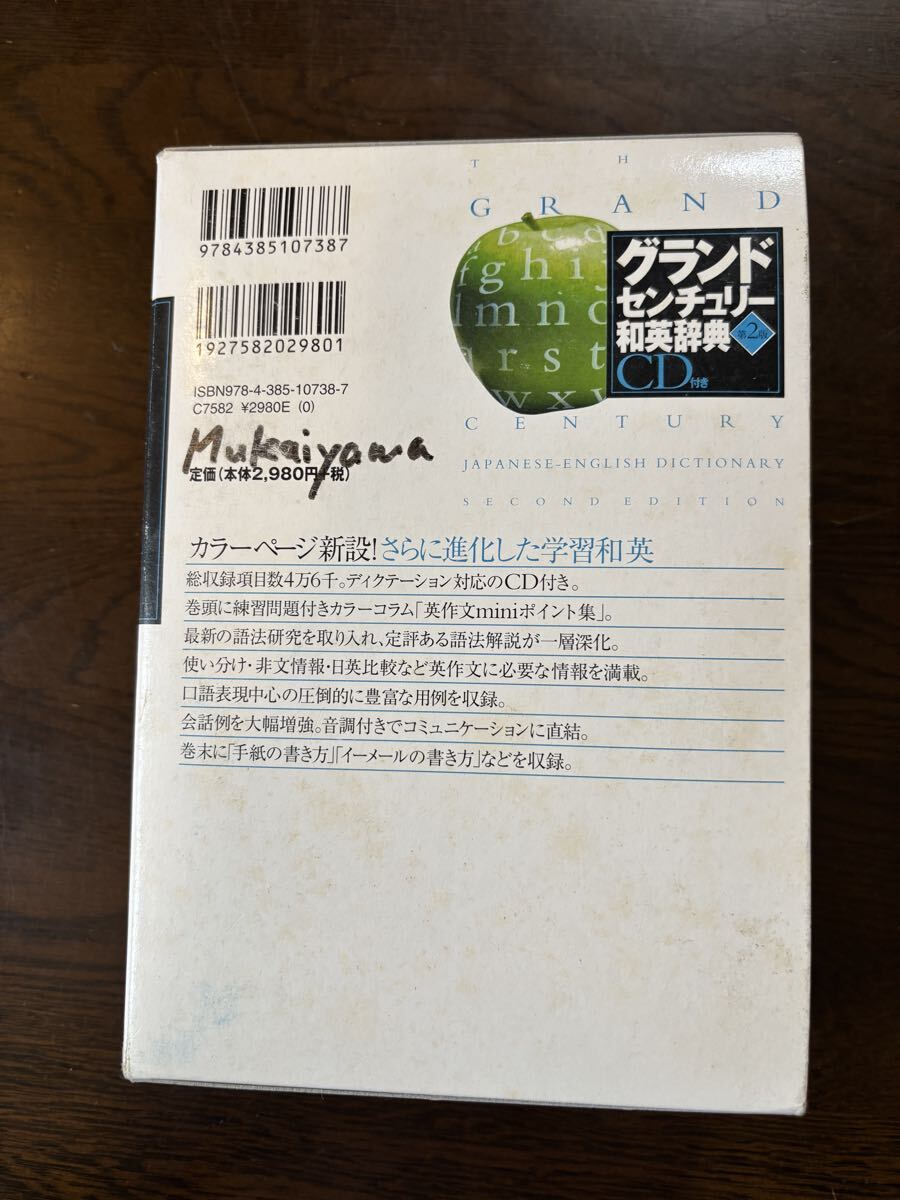 9784385107387
1927582029801
ISBN978-4-385-10738-7
C7582 ¥2980E (0)
Mukaiyama
定価(本体2,980円+税)
T H
G R A N D
b c d
f g h i j
l m n o
a r s t
w x v
グランド
センチュリー
和英辞典
第2版
CD付き
C E N T U R Y
JAPANESE-ENGLISH DICTIONARY
S E C O N D E D I T I O N
カラーページ新設!さらに進化した学習和英
総収録項目数4万6千。ディクテーション対応のCD付き。
巻頭に練習問題付きカラーコラム「英作文miniポイント集」。
最新の語法研究を取り入れ、定評ある語法解説が一層深化。
使い分け・非文情報・日英比較など英作文に必要な情報を満載。
口語表現中心の圧倒的に豊富な用例を収録。
会話例を大幅増強。音調付きでコミュニケーションに直結。
巻末に「手紙の書き方」「イーメールの書き方」などを収録。